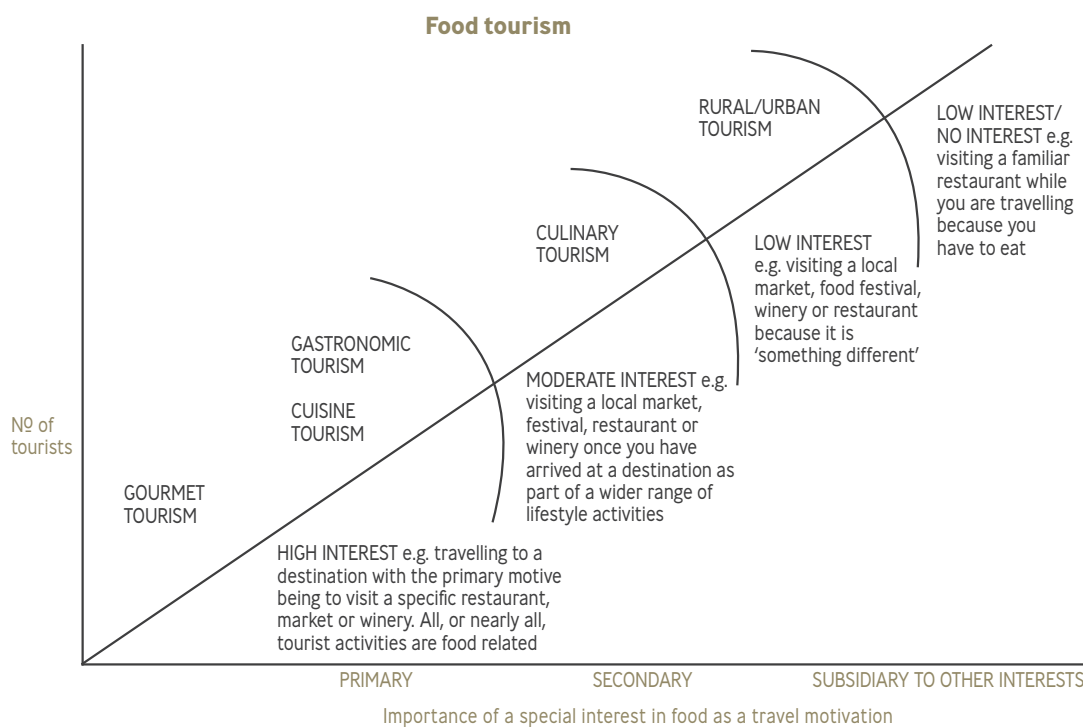 Food tourism
RURAL/URBAN
TOURISM
LOW INTEREST/
NO INTEREST e.g.
visiting a familiar
restaurant while
you are travelling
because you
have to eat
CULINARY
TOURISM
LOW INTEREST
e.g. visiting a local
market, food festival,
winery or restaurant
because it is
‘something different’
GASTRONOMIC
TOURISM
CUISINE
TOURISM
MODERATE INTEREST e.g.
visiting a local market,
festival, restaurant or
winery once you have
arrived at a destination as
part of a wider range of
lifestyle activities
Nº of
tourists
GOURMET
TOURISM
HIGH INTEREST e.g. travelling to a
destination with the primary motive
being to visit a specific restaurant,
market or winery. All, or nearly all,
tourist activities are food related
PRIMARY
SECONDARY
SUBSIDIARY TO OTHER INTERESTS
Importance of a special interest in food as a travel motivation